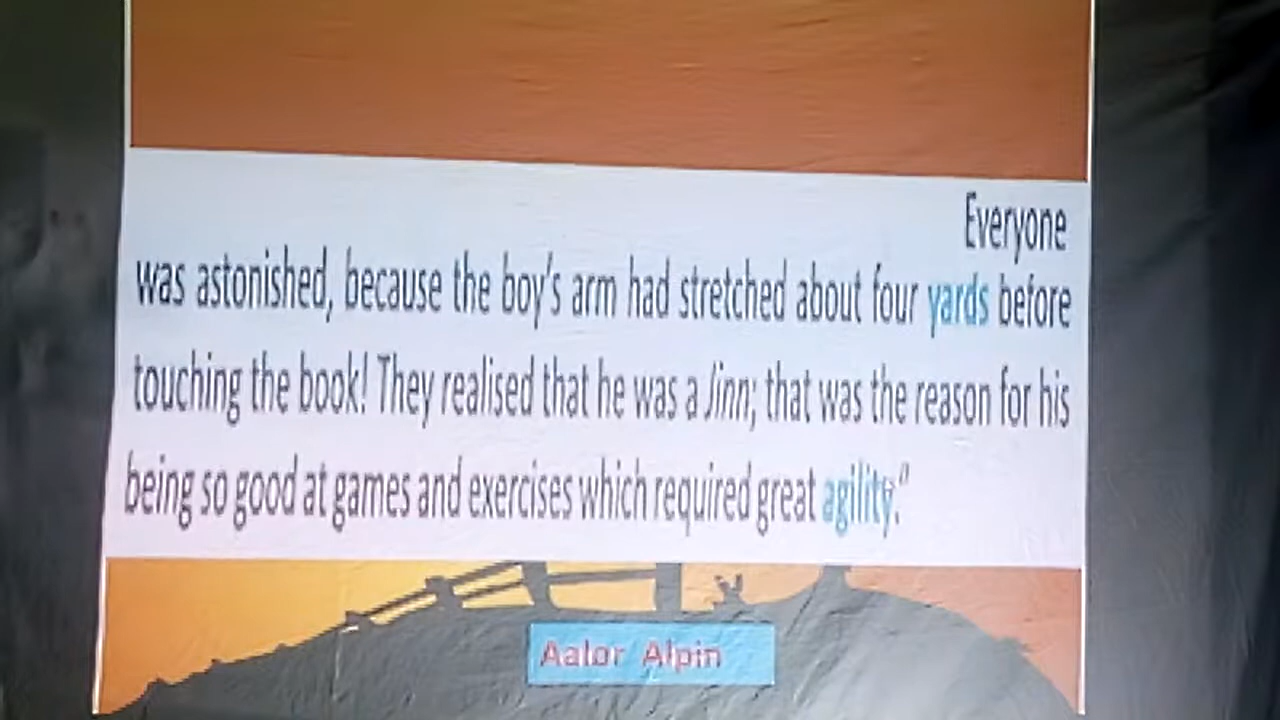 Everyone
was astonished, because the boy's arm had stretched about four yards before
touching the book! They realised that he was a Jinn; that was the reason for his
being so good at games and exercises which required great agility."
Aalor Alpin